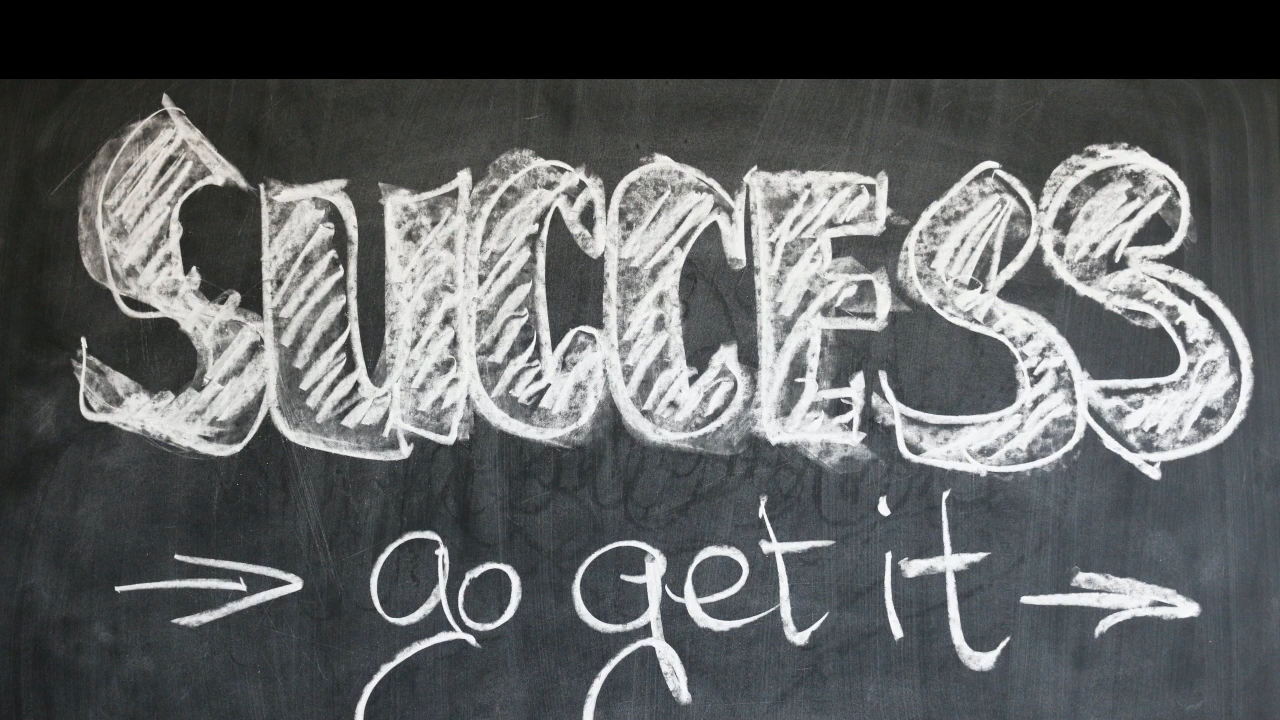 SUCCESS
→ go get it →